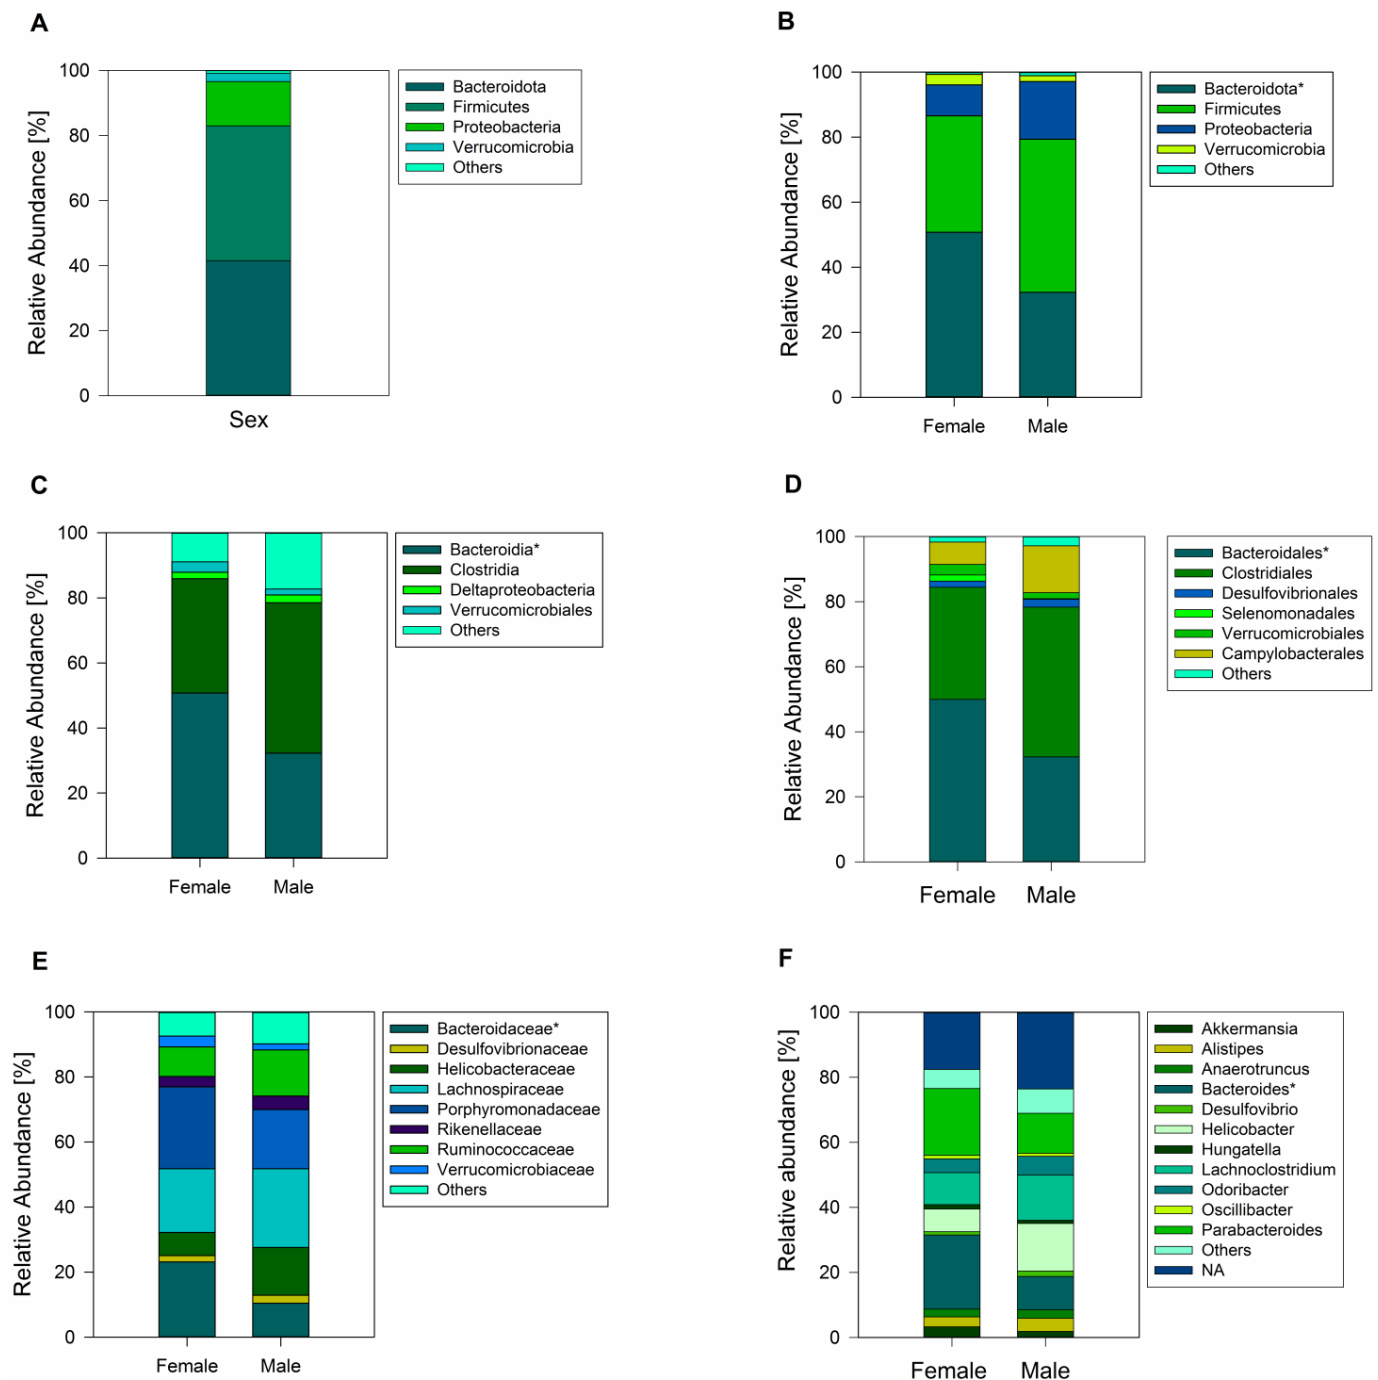 A
Relative Abundance [%]
100
80
60
40
20
0
Sex
Bacteroidota
Firmicutes
Proteobacteria
Verrucomicrobia
Others
B
Relative Abundance [%]
100
80
60
40
20
0
Female Male
Bacteroidota*
Firmicutes
Proteobacteria
Verrucomicrobia
Others
C
Relative Abundance [%]
100
80
60
40
20
0
Female Male
Bacteroidia*
Clostridia
Deltaproteobacteria
Verrucomicrobiales
Others
D
Relative Abundance [%]
100
80
60
40
20
0
Female Male
Bacteroidales*
Clostridiales
Desulfovibrionales
Selenomonadales
Verrucomicrobiales
Campylobacterales
Others
E
Relative Abundance [%]
100
80
60
40
20
0
Female Male
Bacteroidaceae*
Desulfovibrionaceae
Helicobacteraceae
Lachnospiraceae
Porphyromonadaceae
Rikenellaceae
Ruminococcaceae
Verrucomicrobiaceae
Others
F
Relative abundance [%]
100
80
60
40
20
0
Female Male
Akkermansia
Alistipes
Anaerotruncus
Bacteroides*
Desulfovibrio
Helicobacter
Hungatella
Lachnoclostridium
Odoribacter
Oscillibacter
Parabacteroides
Others
NA